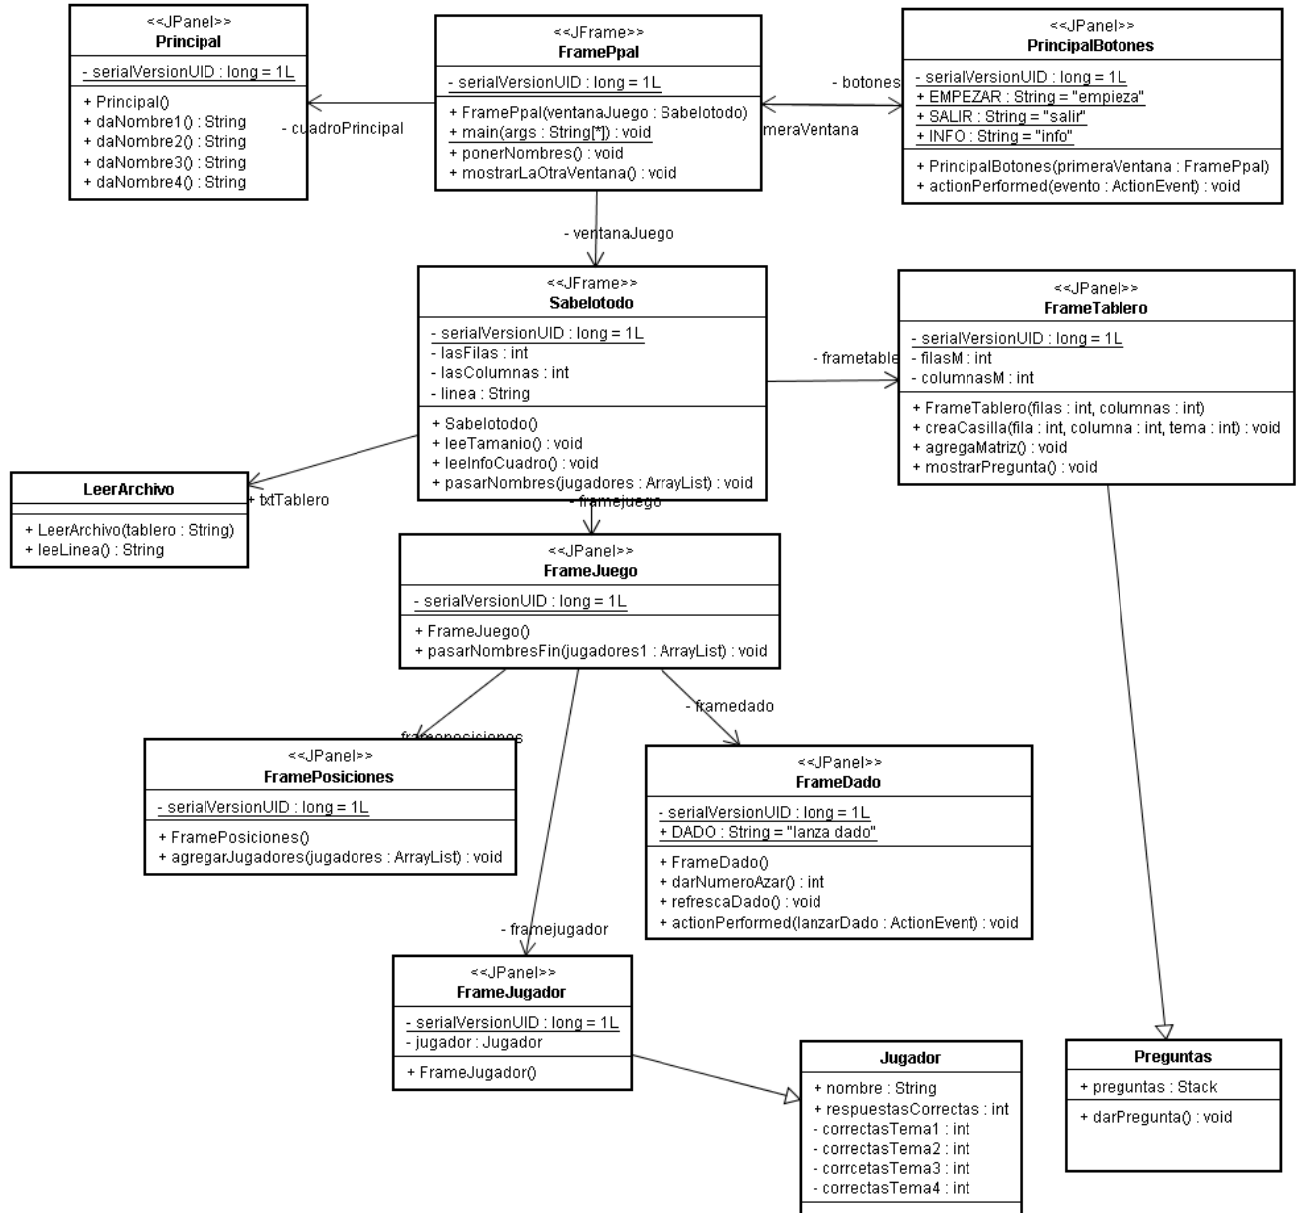 <<JPanel>>
Principal
- serialVersionUID : long = 1L
+ Principal()
+ daNombre1() : String
+ daNombre2() : String
+ daNombre3() : String
+ daNombre4() : String
- cuadroPrincipal
<<JFrame>>
FramePpal
- serialVersionUID : long = 1L
+ FramePpal(ventanaJuego : Sabelotodo)
+ main(args : String[*]) : void
+ ponerNombres() : void
+ mostrarLaOtraVentana() : void
- botones
meraVentana
<<JPanel>>
PrincipalBotones
- serialVersionUID : long = 1L
+ EMPEZAR : String = "empieza"
+ SALIR : String = "salir"
+ INFO : String = "info"
+ PrincipalBotones(primeraVentana : FramePpal)
+ actionPerformed(evento : ActionEvent) : void
- ventanaJuego
<<JFrame>>
Sabelotodo
- serialVersionUID : long = 1L
- lasFilas : int
- lasColumnas : int
- linea : String
+ Sabelotodo()
+ leeTamanio() : void
+ leeInfoCuadro() : void
+ pasarNombres(jugadores : ArrayList) : void
- frametable
<<JPanel>>
FrameTablero
- serialVersionUID : long = 1L
- filasM : int
- columnasM : int
+ FrameTablero(filas : int, columnas : int)
+ creaCasilla(fila : int, columna : int, tema : int) : void
+ agregaMatriz() : void
+ mostrarPregunta() : void
LeerArchivo
+ LeerArchivo(tablero : String)
+ leeLinea() : String
+ txtTablero
- framejuego
<<JPanel>>
FrameJuego
- serialVersionUID : long = 1L
+ FrameJuego()
+ pasarNombresFin(jugadores1 : ArrayList) : void
- framedado
frameposiciones
<<JPanel>>
FramePosiciones
- serialVersionUID : long = 1L
+ FramePosiciones()
+ agregarJugadores(jugadores : ArrayList) : void
<<JPanel>>
FrameDado
- serialVersionUID : long = 1L
+ DADO : String = "lanza dado"
+ FrameDado()
+ darNumeroAzar() : int
+ refrescaDado() : void
+ actionPerformed(lanzarDado : ActionEvent) : void
- framejugador
<<JPanel>>
FrameJugador
- serialVersionUID : long = 1L
- jugador : Jugador
+ FrameJugador()
Jugador
+ nombre : String
+ respuestasCorrectas : int
- correctasTema1 : int
- correctasTema2 : int
- corrcetasTema3 : int
- correctasTema4 : int
Preguntas
+ preguntas : Stack
+ darPregunta() : void